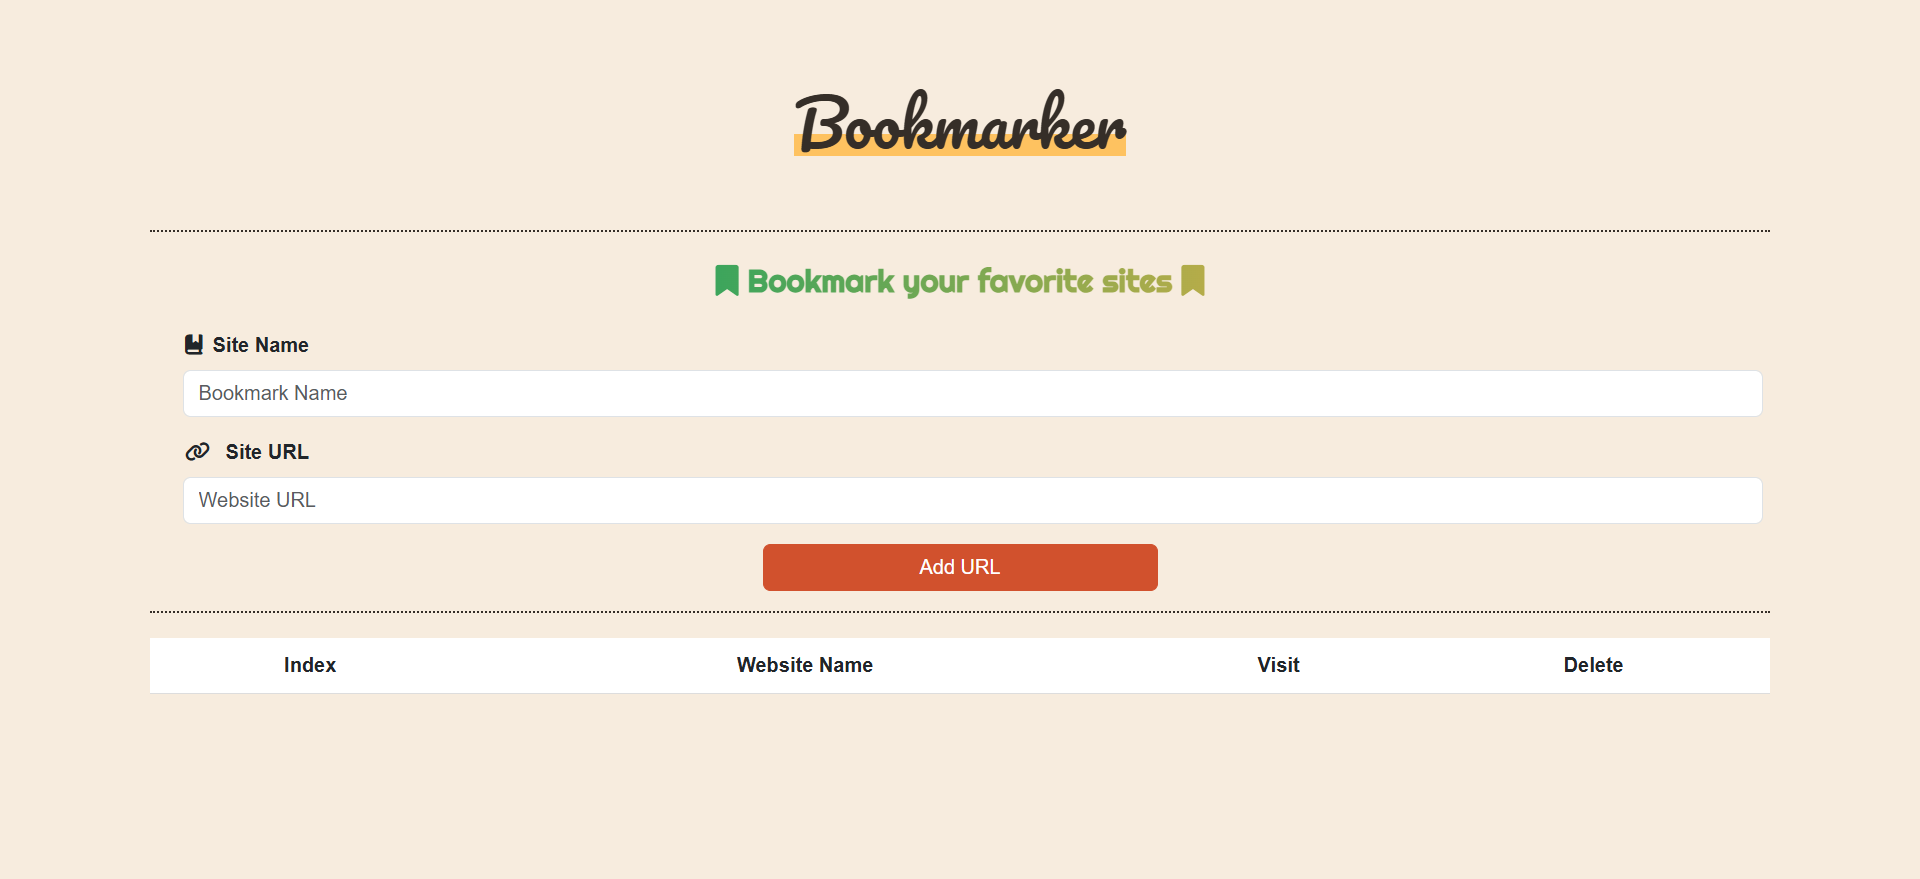 Bookmarker
Bookmark your favorite sites
Site Name
Bookmark Name
Site URL
Website URL
Add URL
Index Website Name Visit Delete